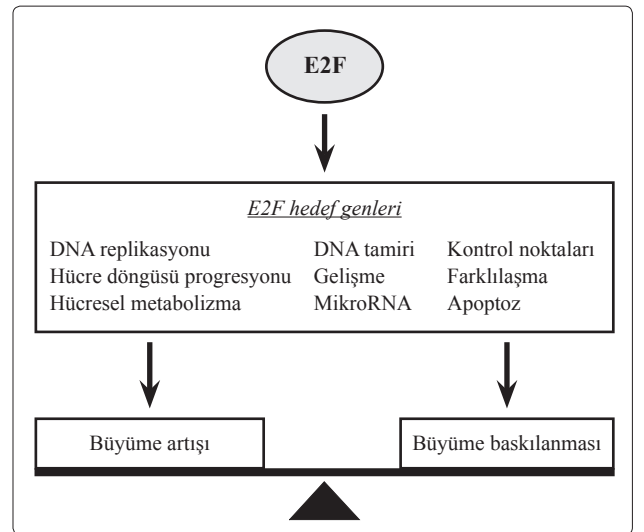 E2F
E2F hedef genleri
DNA replikasyonu DNA tamiri Kontrol noktaları
Hücre döngüsü progresyonu Gelişme Farklılaşma
Hücresel metabolizma MikroRNA Apoptoz
Büyüme artışı Büyüme baskılanması